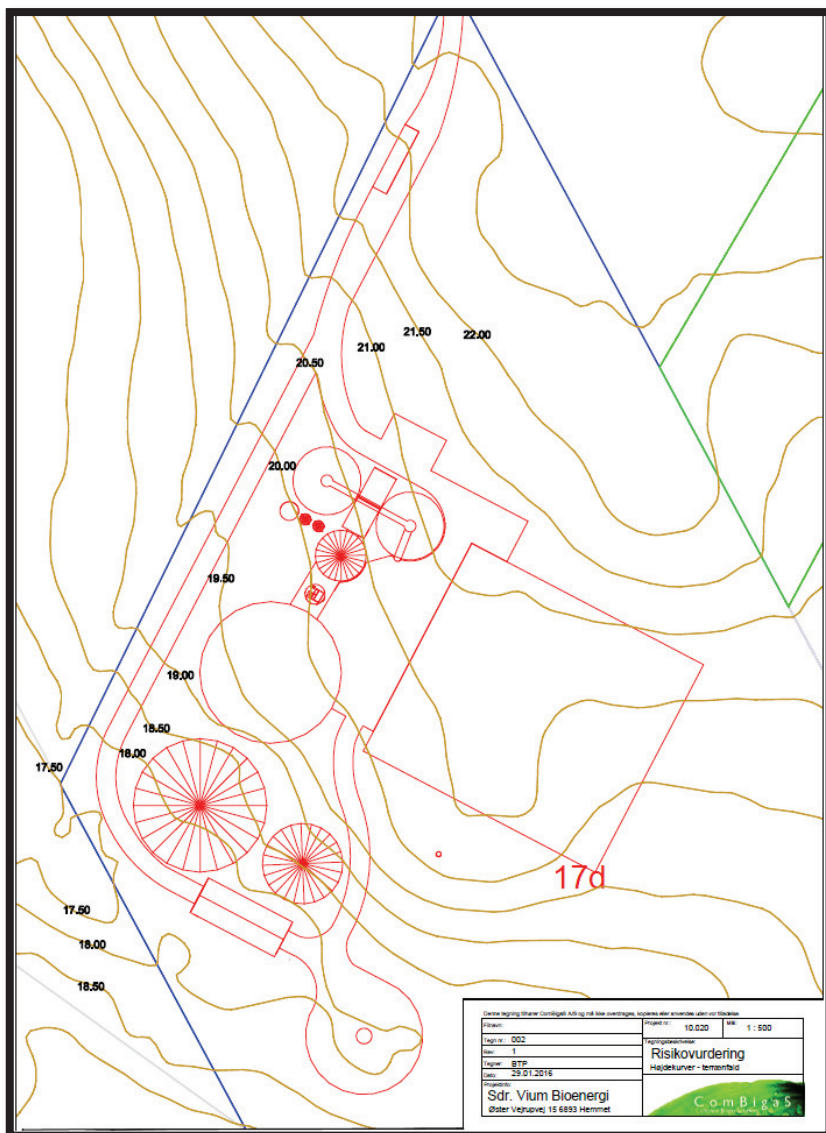 22.00
21.50
21.00
20.50
20.00
19.50
19.00
18.50
18.00
17.50
17.50
18.00
18.50
17d
Denne tegning tilhører ComBigaS A/S og må ikke overdrages, kopieres eller anvendes uden vor tilladelse.
Filnavn:
Projekt nr.: 10.020
Mål: 1 : 500
Tegn nr.: 002
Rev: 1
Tegner: BTP
Dato: 29.01.2016
Tegningsbeskrivelse:
Risikovurdering
Højdekurver - terrænfald
Projektinfo:
Sdr. Vium Bioenergi
Øster Vejrupvej 15 6893 Hemmet
ComBigaS